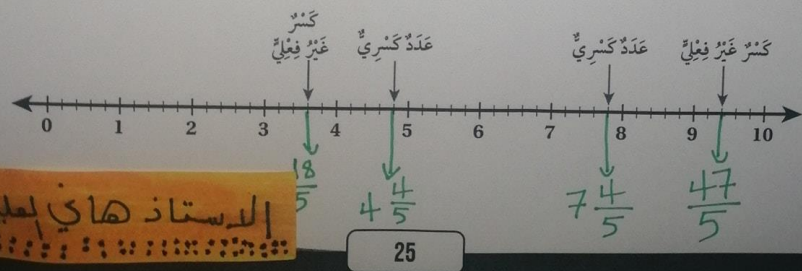 كَسْرٌ
غَيْرُ فِعْلِيٍّ
عَدَدٌ كَسْرِيٌّ
عَدَدٌ كَسْرِيٌّ
كَسْرٌ غَيْرُ فِعْلِيٍّ
0 1 2 3 4 5 6 7 8 9 10
18/5
4 4/5
7 4/5
47/5
الاستاذ هاني
25